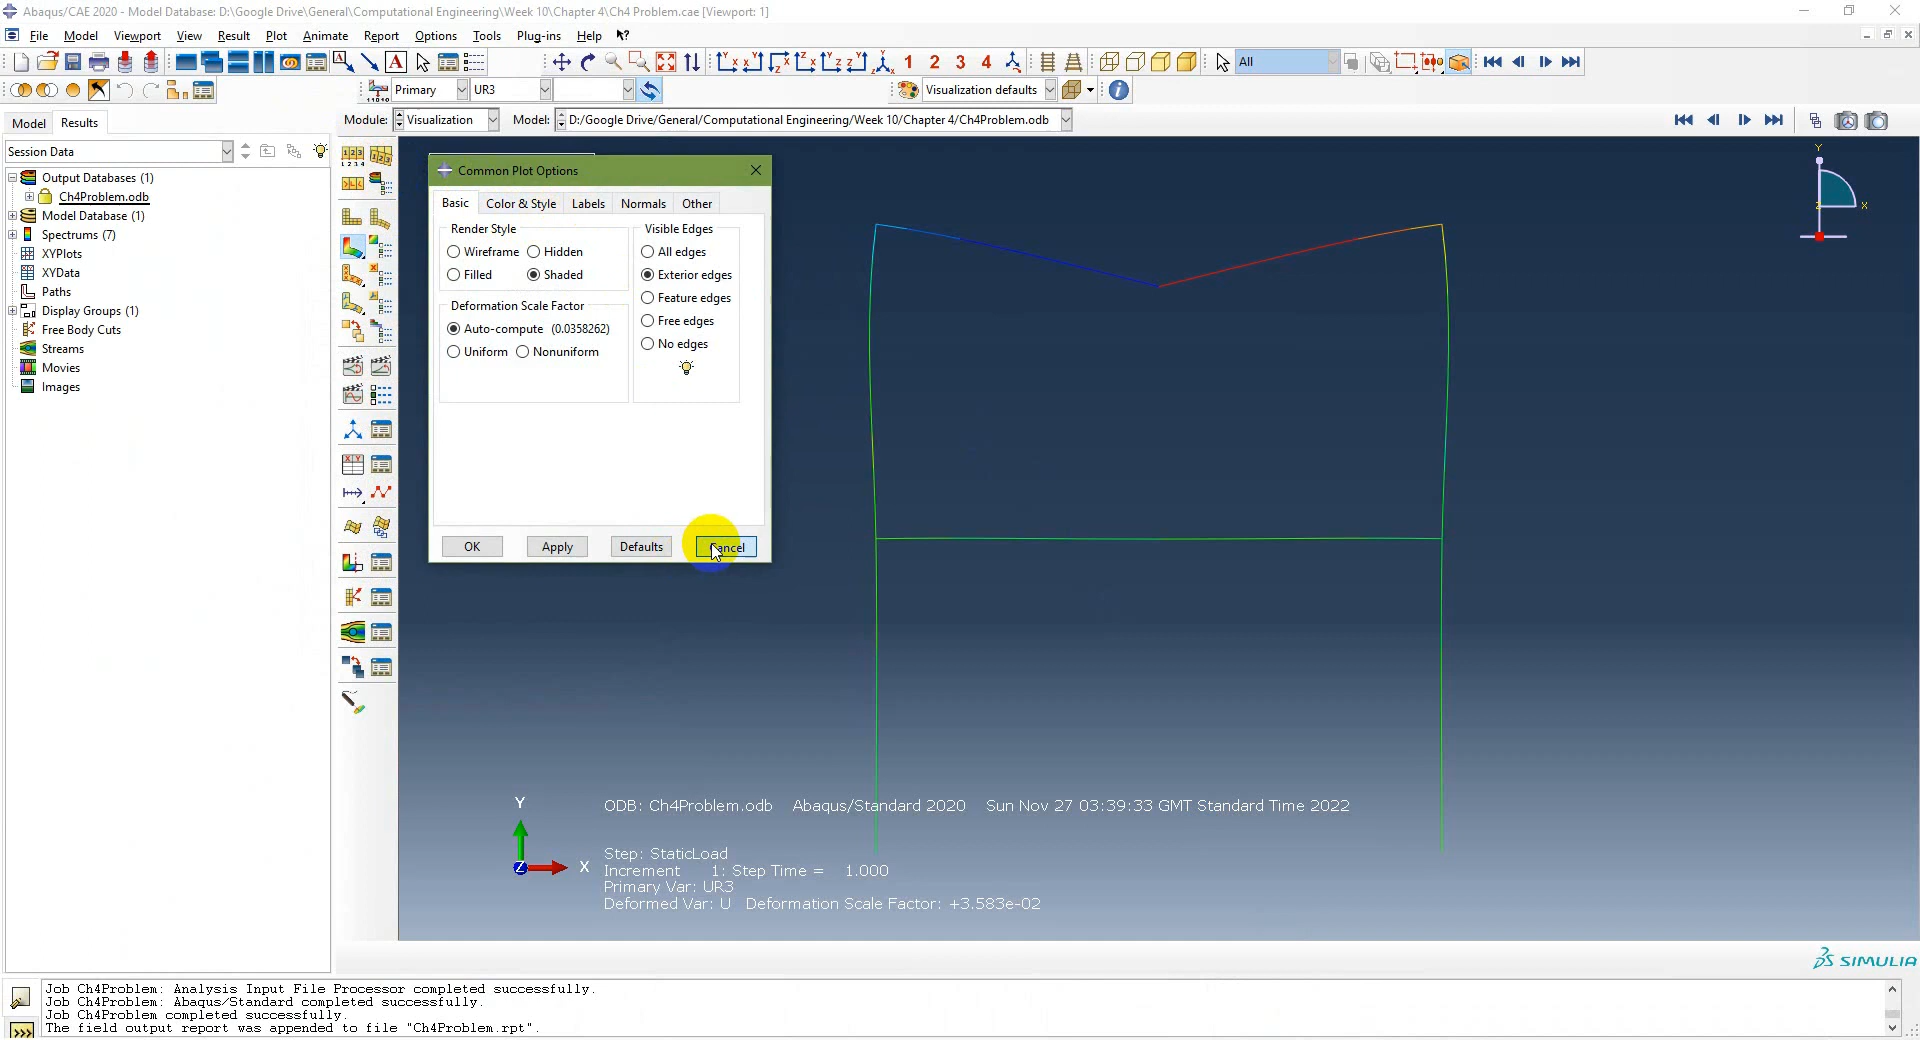 Abaqus/CAE 2020 - Model Database: D:\Google Drive\General\Computational Engineering\Week 10\Chapter 4\Ch4 Problem.cae [Viewport: 1]
File Model Viewport View Result Plot Animate Report Options Tools Plug-ins Help
1 2 3 4 All
Primary UR3 Visualization defaults
Model Results Module: Visualization Model: D:/Google Drive/General/Computational Engineering/Week 10/Chapter 4/Ch4Problem.odb
Session Data
Output Databases (1)
Ch4Problem.odb
Model Database (1)
Spectrums (7)
XYPlots
XYData
Paths
Display Groups (1)
Free Body Cuts
Streams
Movies
Images
Common Plot Options
Basic Color & Style Labels Normals Other
Render Style
Wireframe Hidden
Filled Shaded
Deformation Scale Factor
Auto-compute (0.0358262)
Uniform Nonuniform
Visible Edges
All edges
Exterior edges
Feature edges
Free edges
No edges
OK Apply Defaults Cancel
Y
X
Z
Y
X
Z
ODB: Ch4Problem.odb Abaqus/Standard 2020 Sun Nov 27 03:39:33 GMT Standard Time 2022
Step: StaticLoad
Increment 1: Step Time = 1.000
Primary Var: UR3
Deformed Var: U Deformation Scale Factor: +3.583e-02
SIMULIA
Job Ch4Problem: Analysis Input File Processor completed successfully.
Job Ch4Problem: Abaqus/Standard completed successfully.
Job Ch4Problem completed successfully.
The field output report was appended to file "Ch4Problem.rpt".
>>>